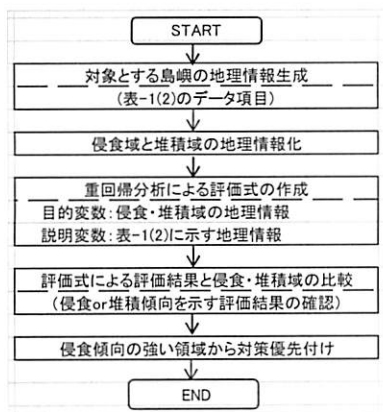 START
対象とする島嶼の地理情報生成
(表-1(2)のデータ項目)
侵食域と堆積域の地理情報化
重回帰分析による評価式の作成
目的変数:侵食・堆積域の地理情報
説明変数:表-1(2)に示す地理情報
評価式による評価結果と侵食・堆積域の比較
(侵食or堆積傾向を示す評価結果の確認)
侵食傾向の強い領域から対策優先付け
END